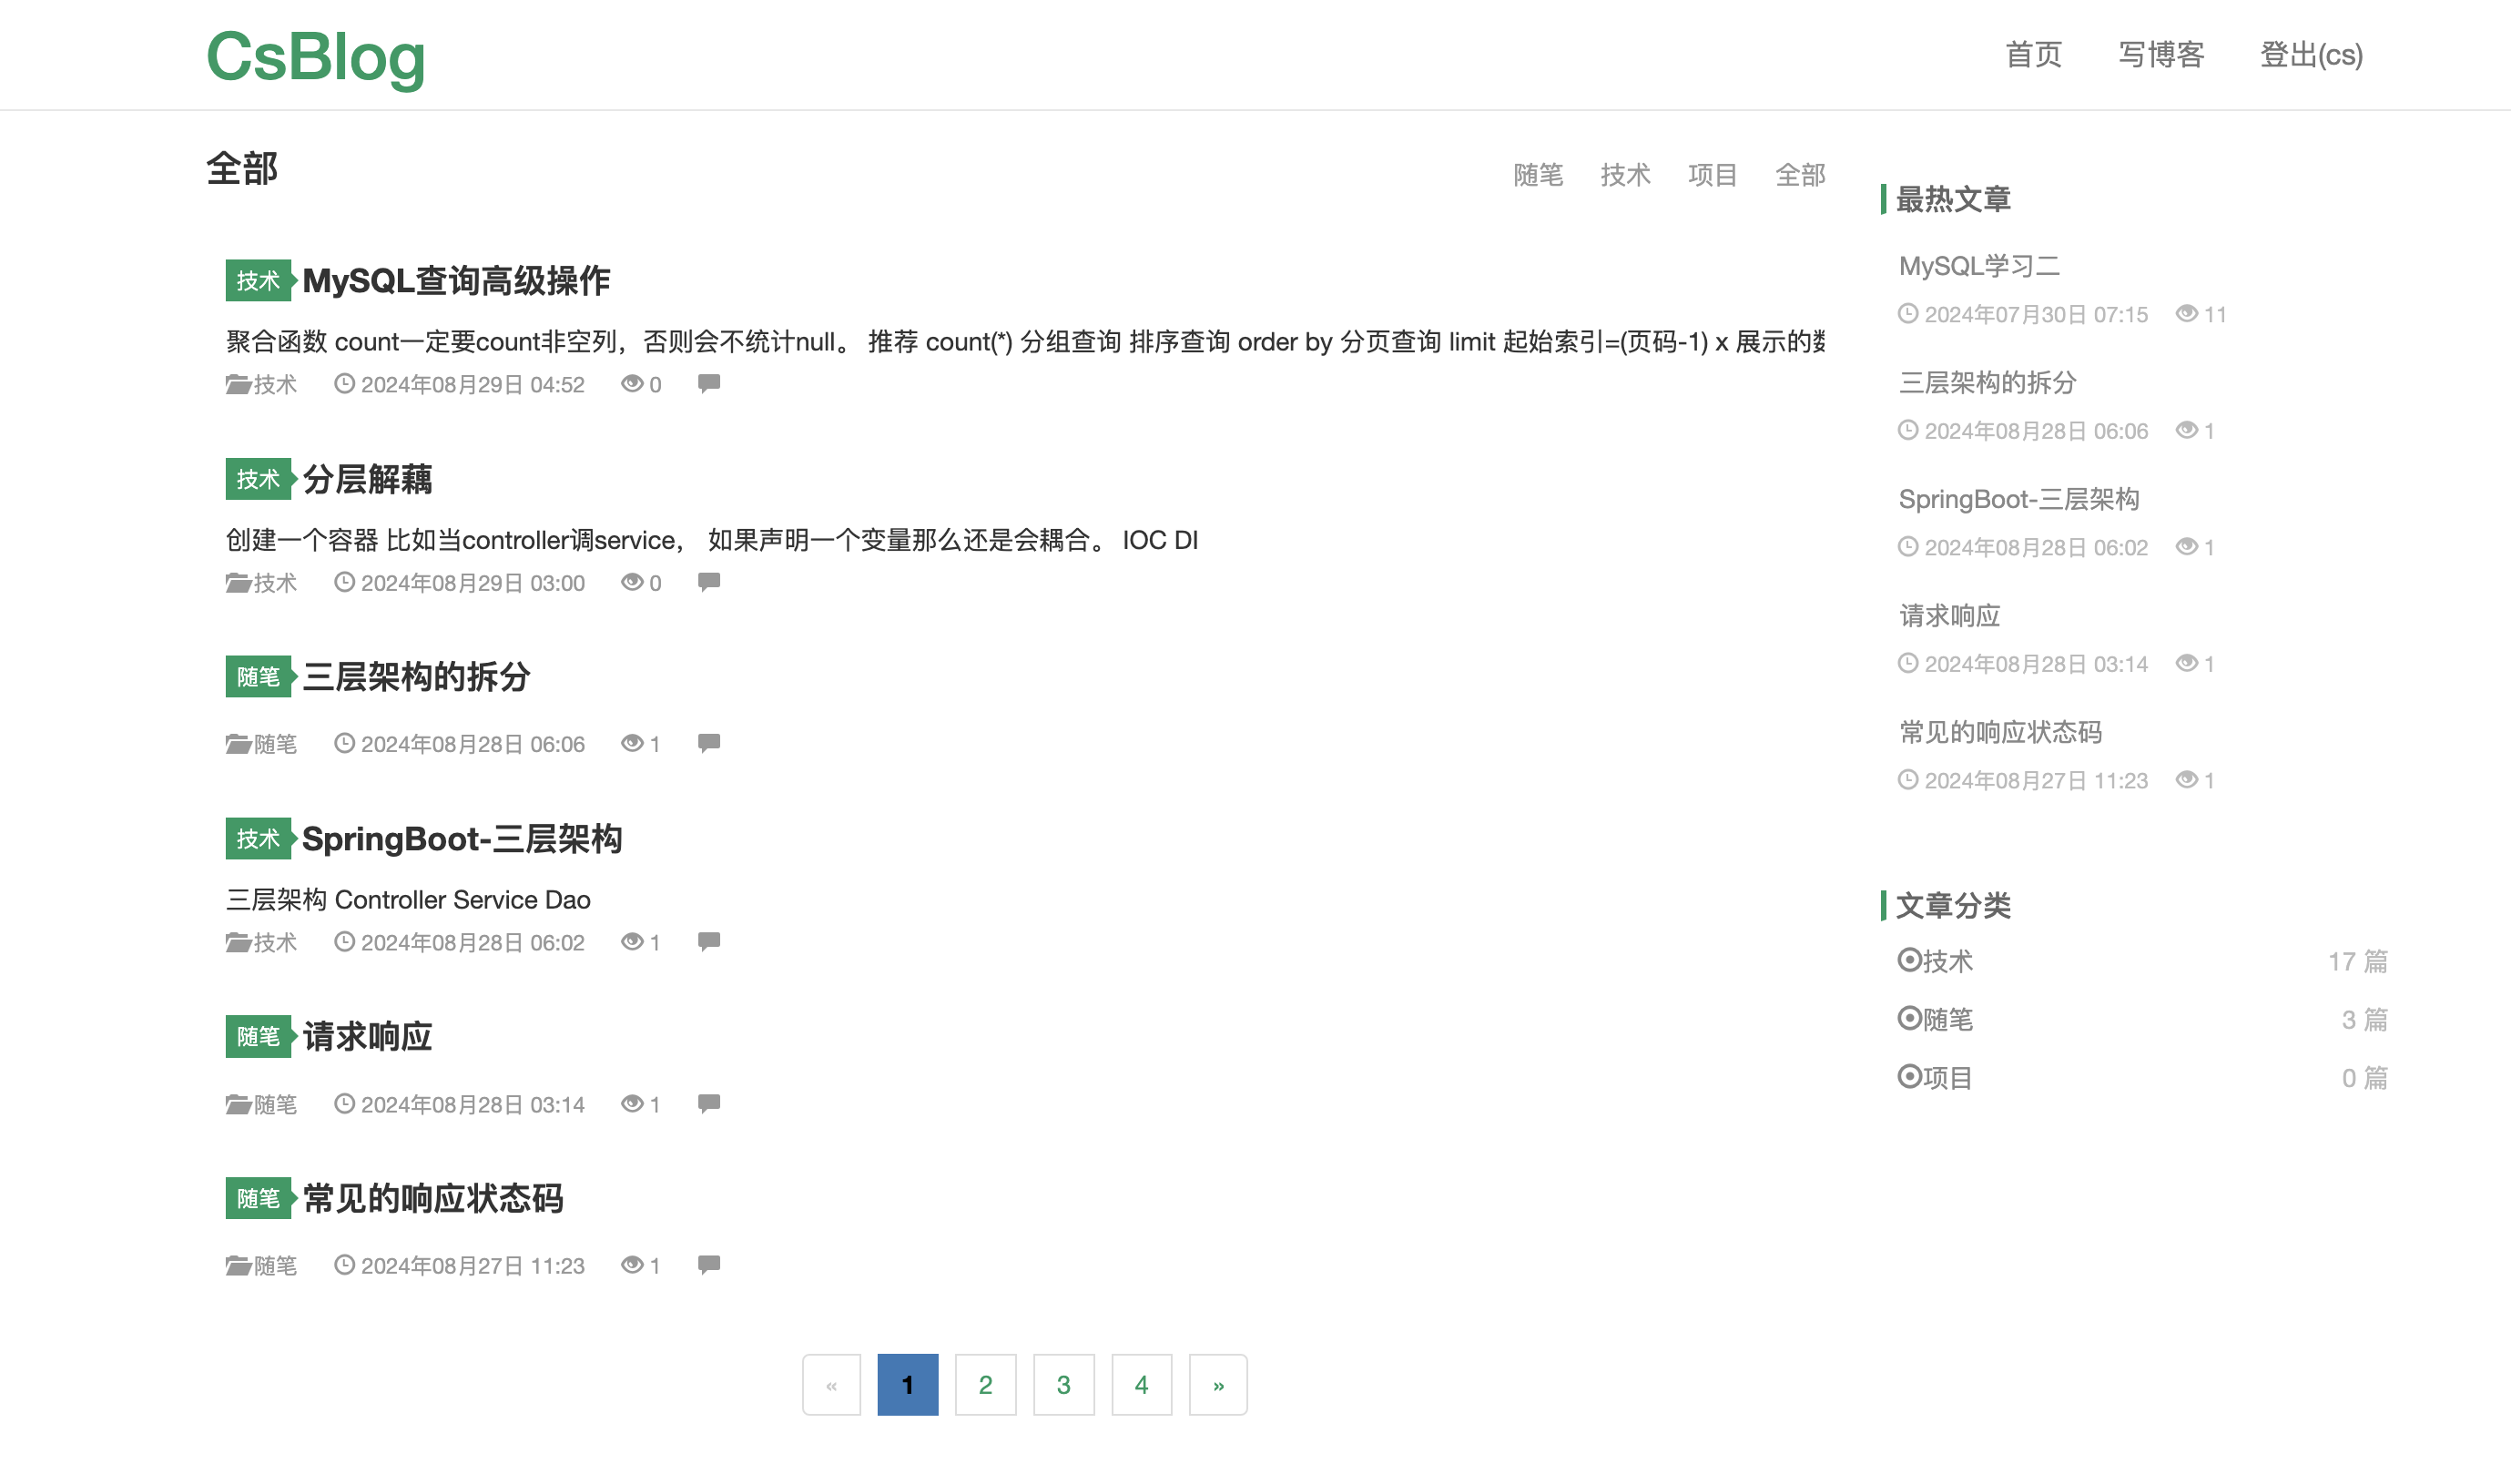 CsBlog
首页 写博客 登出(cs)
全部
随笔 技术 项目 全部
技术 MySQL查询高级操作
聚合函数 count一定要count非空列，否则会不统计null。 推荐 count(*) 分组查询 排序查询 order by 分页查询 limit 起始索引=(页码-1) x 展示的数
技术 2024年08月29日 04:52 0
技术 分层解藕
创建一个容器 比如当controller调service， 如果声明一个变量那么还是会耦合。 IOC DI
技术 2024年08月29日 03:00 0
随笔 三层架构的拆分
随笔 2024年08月28日 06:06 1
技术 SpringBoot-三层架构
三层架构 Controller Service Dao
技术 2024年08月28日 06:02 1
随笔 请求响应
随笔 2024年08月28日 03:14 1
随笔 常见的响应状态码
随笔 2024年08月27日 11:23 1
« 1 2 3 4 »
最热文章
MySQL学习二
2024年07月30日 07:15 11
三层架构的拆分
2024年08月28日 06:06 1
SpringBoot-三层架构
2024年08月28日 06:02 1
请求响应
2024年08月28日 03:14 1
常见的响应状态码
2024年08月27日 11:23 1
文章分类
技术 17 篇
随笔 3 篇
项目 0 篇